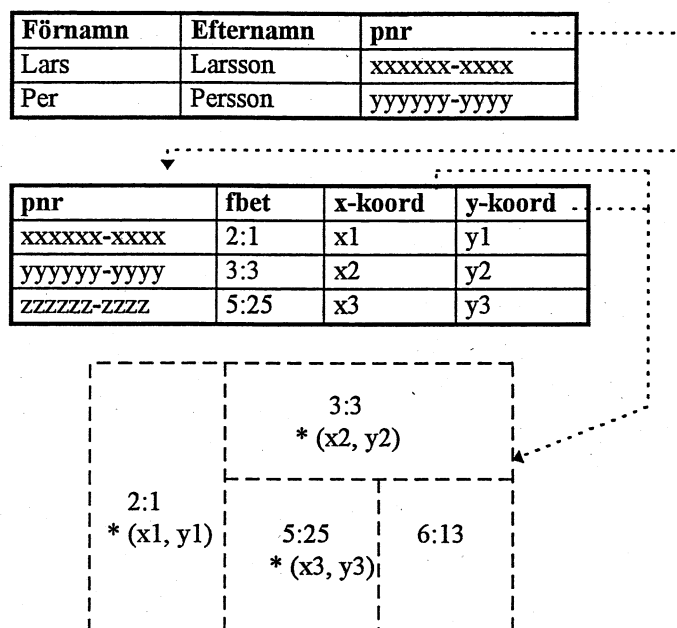 Förnamn Efternamn pnr
Lars Larsson xxxxxx-xxxx
Per Persson yyyyyy-yyyy
pnr fbet x-koord y-koord
xxxxxx-xxxx 2:1 x1 y1
yyyyyy-yyyy 3:3 x2 y2
zzzzzz-zzzz 5:25 x3 y3
3:3
* (x2, y2)
2:1
* (x1, y1)
5:25
* (x3, y3)
6:13